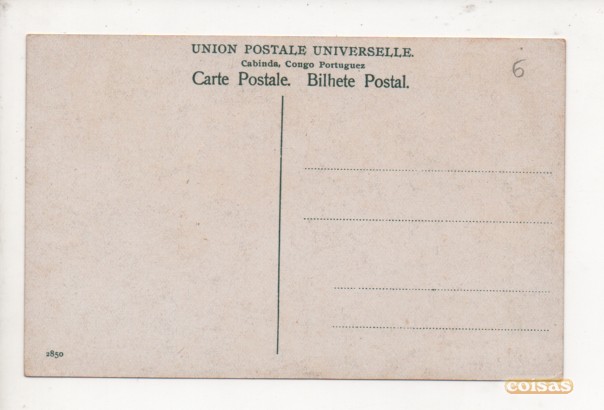 UNION POSTALE UNIVERSELLE.
Cabinda, Congo Portuguez
Carte Postale. Bilhete Postal.
6
2850
coisas